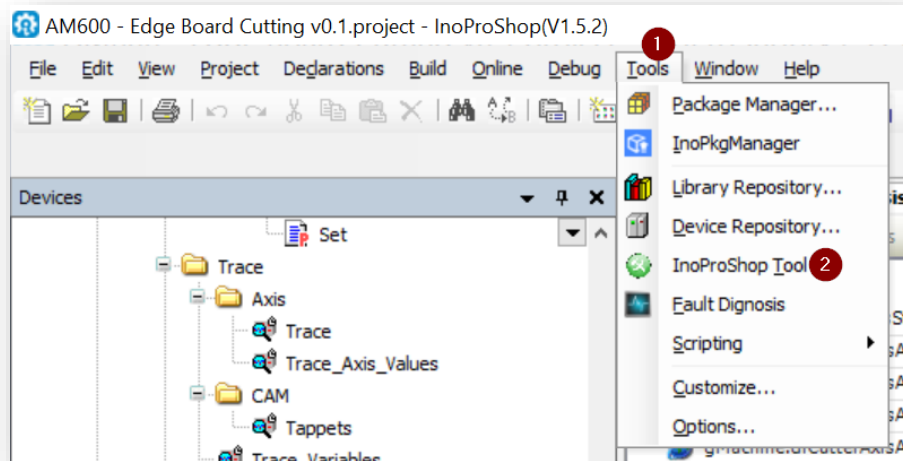 AM600 - Edge Board Cutting v0.1.project - InoProShop(V1.5.2)
1
File Edit View Project Declarations Build Online Debug Tools Window Help
Package Manager...
InoPkgManager
Devices
Library Repository...
Set
Device Repository...
Trace
InoProShop Tool 2
Axis
Fault Dignosis
Trace
Scripting
Trace_Axis_Values
CAM
Customize...
Tappets
Options...
Trace_Variables